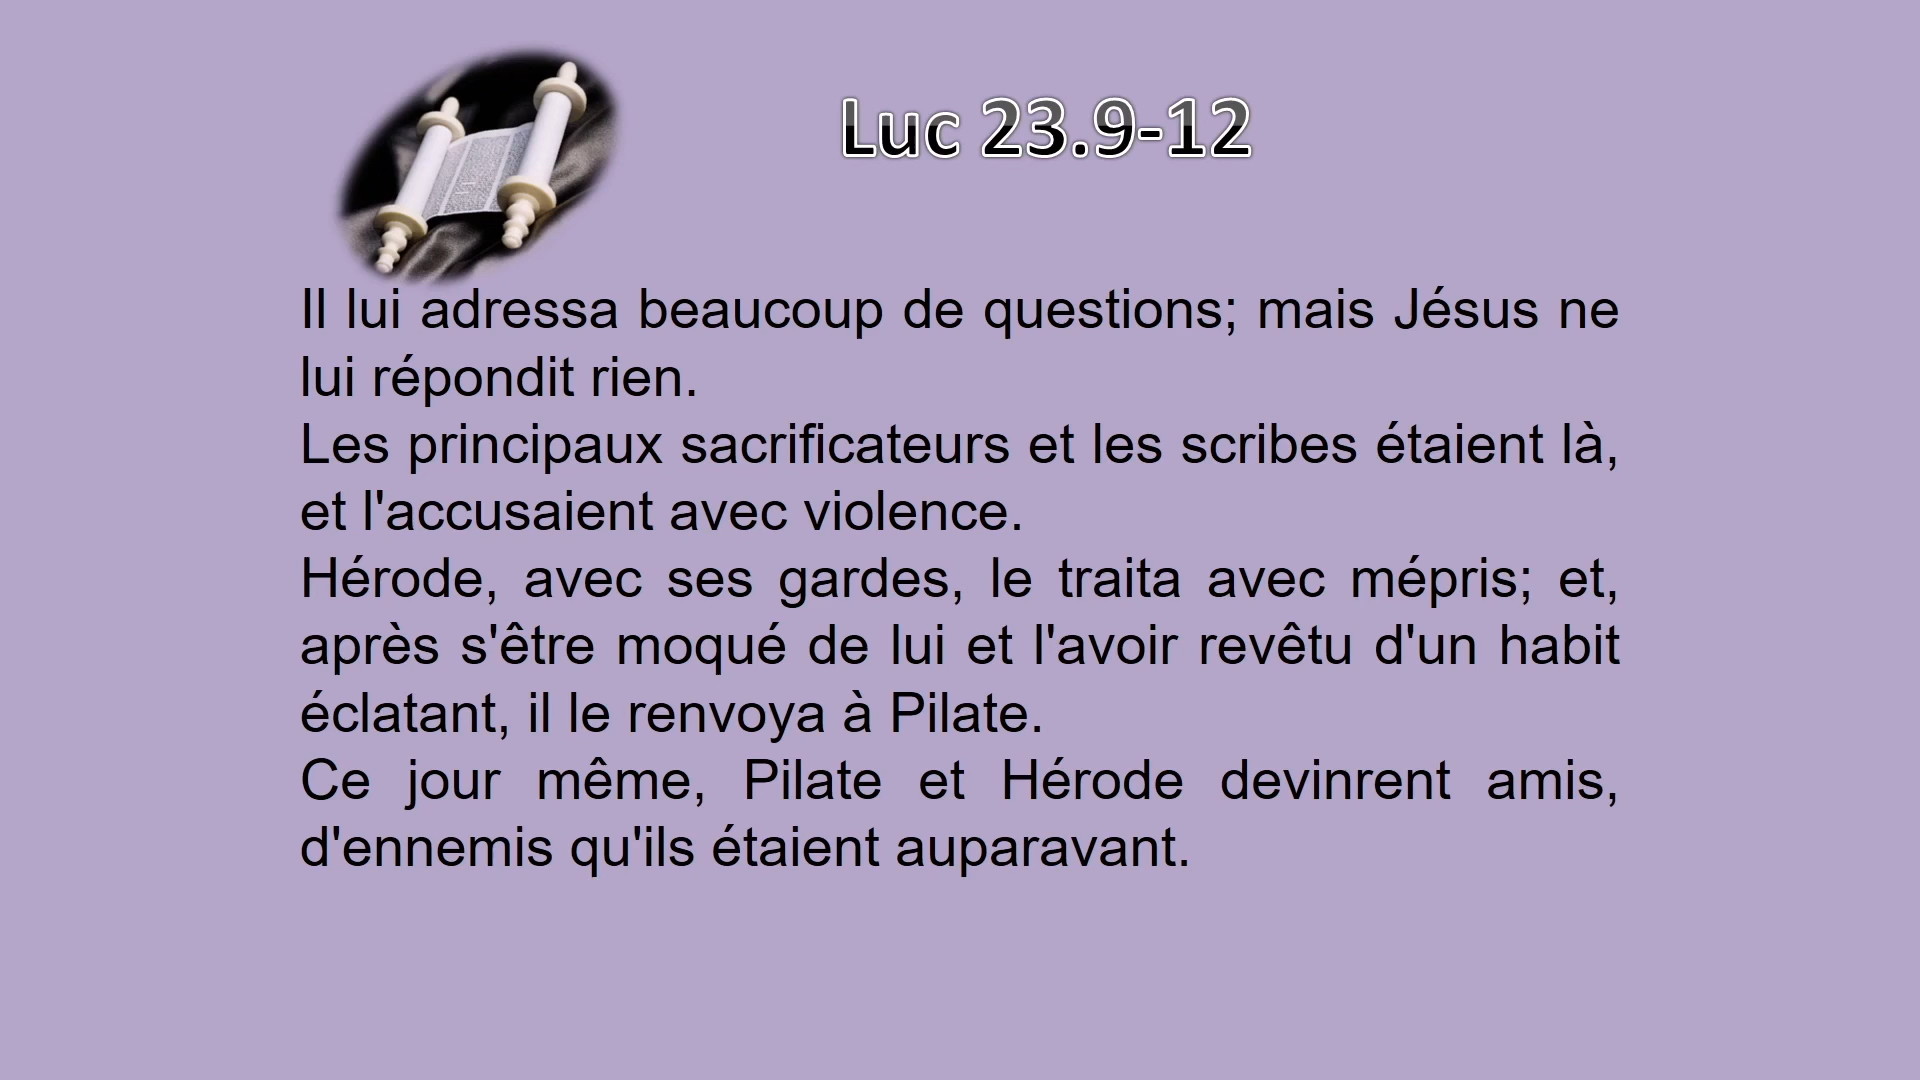 Luc 23.9-12
Il lui adressa beaucoup de questions; mais Jésus ne
lui répondit rien.
Les principaux sacrificateurs et les scribes étaient là,
et l'accusaient avec violence.
Hérode, avec ses gardes, le traita avec mépris; et,
après s'être moqué de lui et l'avoir revêtu d'un habit
éclatant, il le renvoya à Pilate.
Ce jour même, Pilate et Hérode devinrent amis,
d'ennemis qu'ils étaient auparavant.